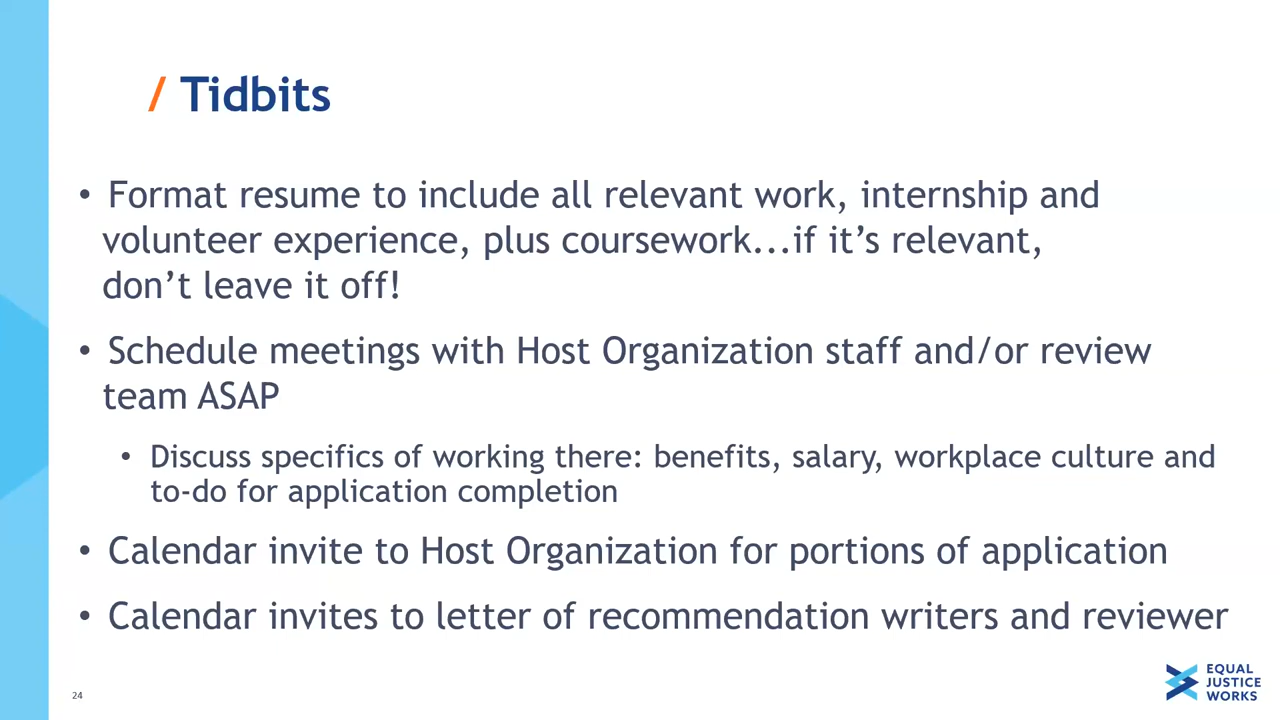 / Tidbits
• Format resume to include all relevant work, internship and
volunteer experience, plus coursework...if it’s relevant,
don’t leave it off!
• Schedule meetings with Host Organization staff and/or review
team ASAP
• Discuss specifics of working there: benefits, salary, workplace culture and
to-do for application completion
• Calendar invite to Host Organization for portions of application
• Calendar invites to letter of recommendation writers and reviewer
24
EQUAL
JUSTICE
WORKS